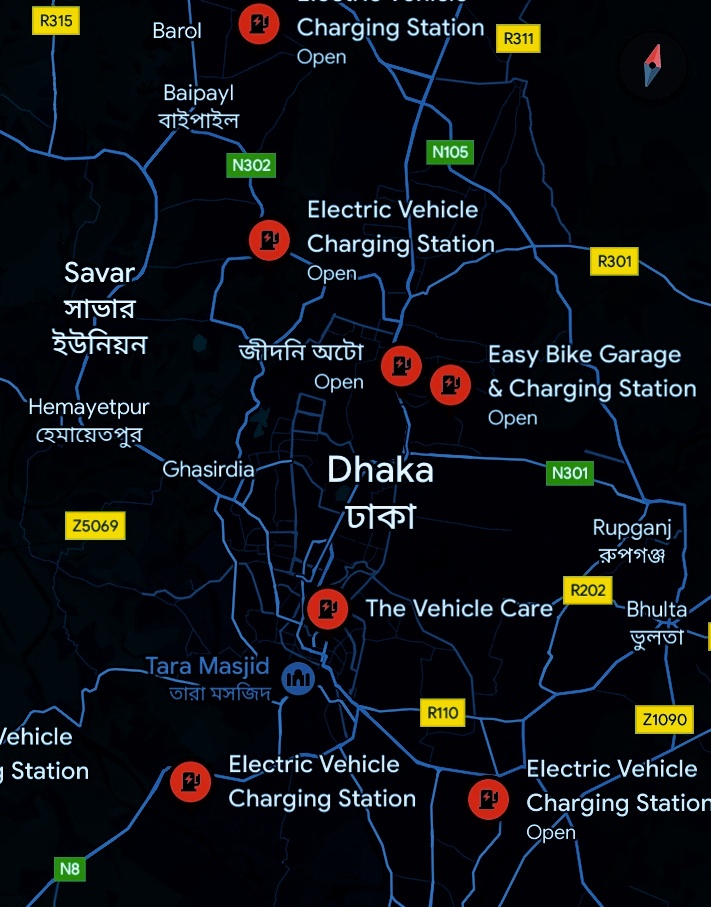 Electric Vehicle
Charging Station
Open
R315
Barol
R311
Baipayl
বাইপাইল
N302
N105
Electric Vehicle
Charging Station
Open
R301
Savar
সাভার
ইউনিয়ন
জীদনি অটো
Open
Easy Bike Garage
& Charging Station
Open
Hemayetpur
হেমায়েতপুর
Ghasirdia
Dhaka
ঢাকা
N301
Z5069
Rupganj
রুপগঞ্জ
R202
The Vehicle Care
Bhulta
ভুলতা
Tara Masjid
তারা মসজিদ
R110
Z1090
Vehicle
g Station
Electric Vehicle
Charging Station
Electric Vehicle
Charging Station
Open
N8